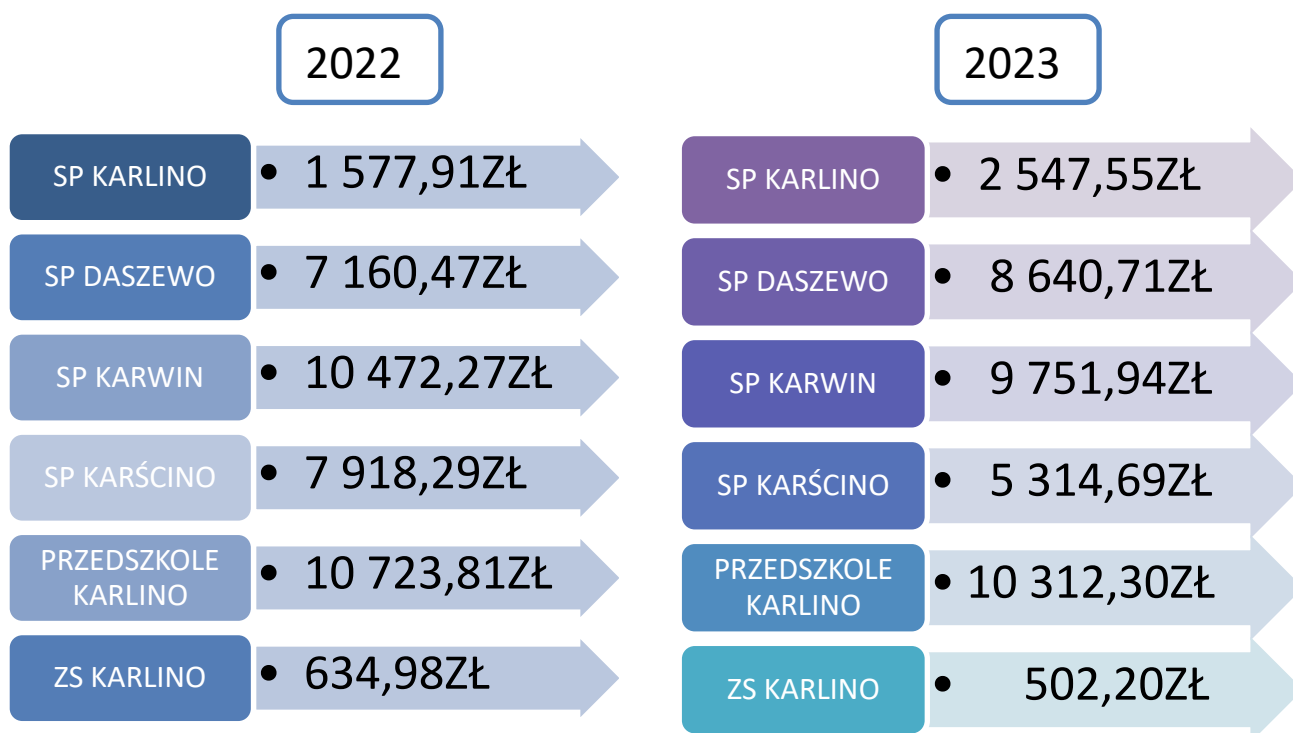 2022
SP KARLINO
• 1 577,91ZŁ
SP DASZEWO
• 7 160,47ZŁ
SP KARWIN
• 10 472,27ZŁ
SP KARŚCINO
• 7 918,29ZŁ
PRZEDSZKOLE
KARLINO
• 10 723,81ZŁ
ZS KARLINO
• 634,98ZŁ
2023
SP KARLINO
• 2 547,55ZŁ
SP DASZEWO
• 8 640,71ZŁ
SP KARWIN
• 9 751,94ZŁ
SP KARŚCINO
• 5 314,69ZŁ
PRZEDSZKOLE
KARLINO
• 10 312,30ZŁ
ZS KARLINO
• 502,20ZŁ